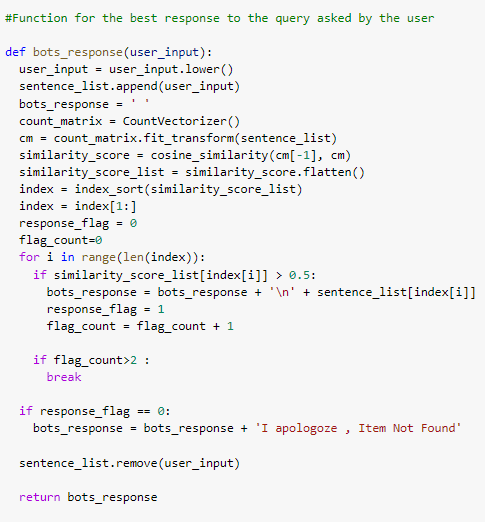 #Function for the best response to the query asked by the user
def bots_response(user_input):
  user_input = user_input.lower()
  sentence_list.append(user_input)
  bots_response = ' '
  count_matrix = CountVectorizer()
  cm = count_matrix.fit_transform(sentence_list)
  similarity_score = cosine_similarity(cm[-1], cm)
  similarity_score_list = similarity_score.flatten()
  index = index_sort(similarity_score_list)
  index = index[1:]
  response_flag = 0
  flag_count=0
  for i in range(len(index)):
    if similarity_score_list[index[i]] > 0.5:
      bots_response = bots_response + '\n' + sentence_list[index[i]]
      response_flag = 1
      flag_count = flag_count + 1
    if flag_count>2 :
      break
  if response_flag == 0:
    bots_response = bots_response + 'I apologoze , Item Not Found'
  sentence_list.remove(user_input)
  return bots_response